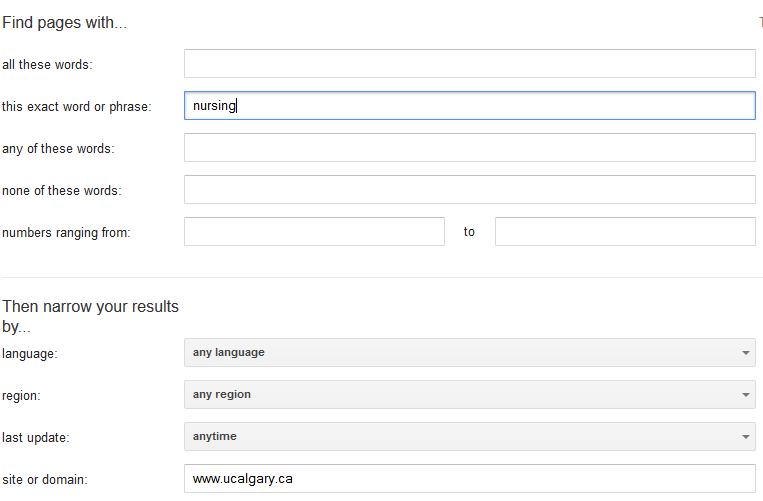 Find pages with...
all these words:
this exact word or phrase: nursing
any of these words:
none of these words:
numbers ranging from: to
Then narrow your results
by...
language: any language
region: any region
last update: anytime
site or domain: www.ucalgary.ca